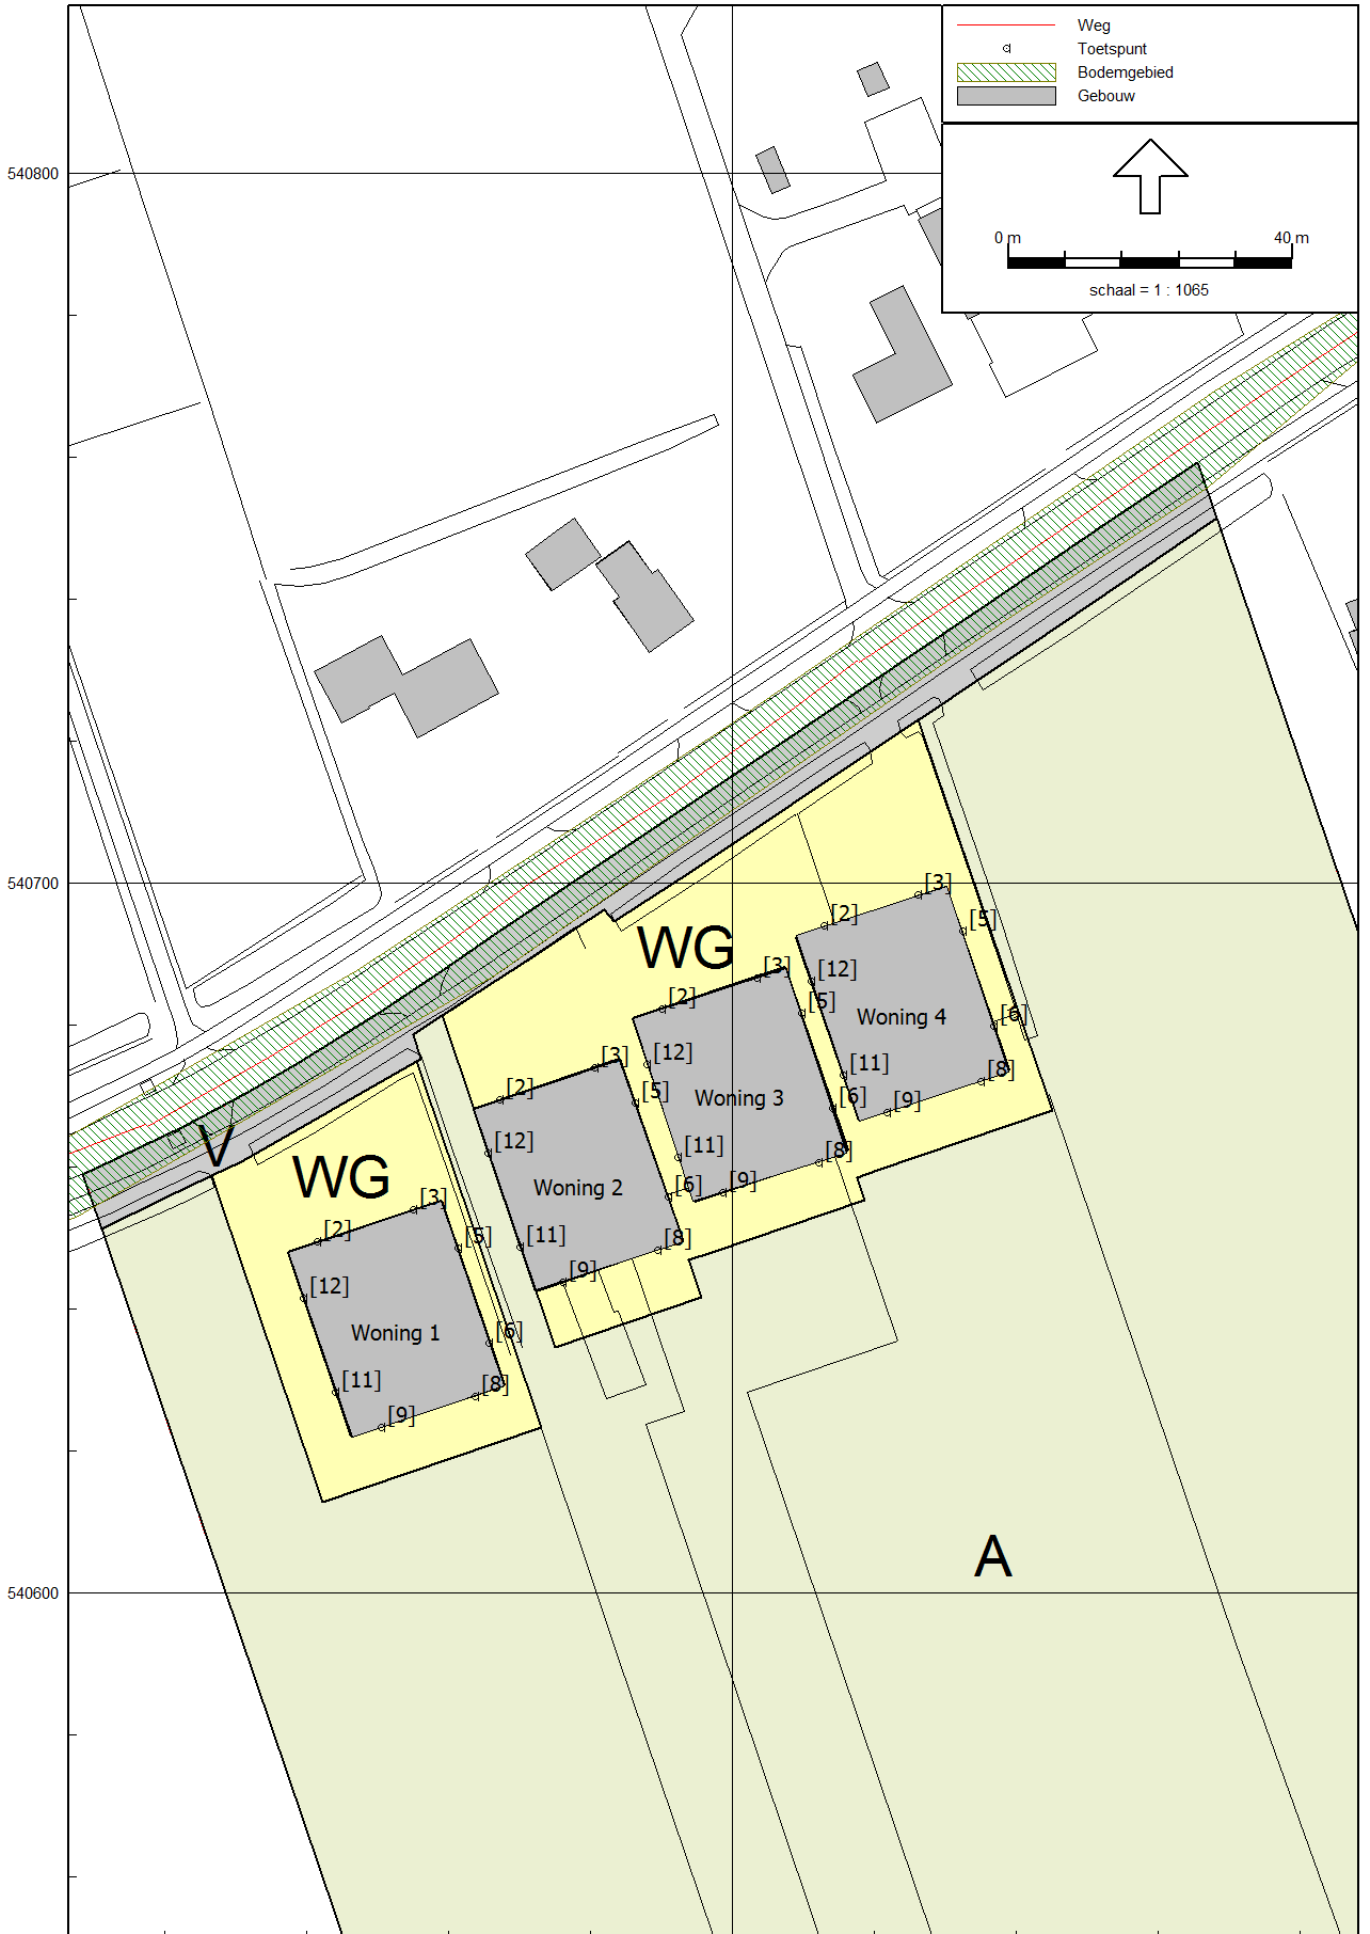 Weg
Toetspunt
Bodemgebied
Gebouw
540800
0 m 40 m
schaal = 1 : 1065
540700
[3]
[2] [5]
WG
[12]
[3]
[2] [5]
Woning 4 [6]
[3] [12]
[11] [8]
[2] [5] Woning 3 [6] [9]
V
[12] [11] [8]
WG
Woning 2 [6] [9]
[3]
[2] [5] [11] [8]
[9]
[12]
Woning 1 [6]
[11] [8]
[9]
A
540600